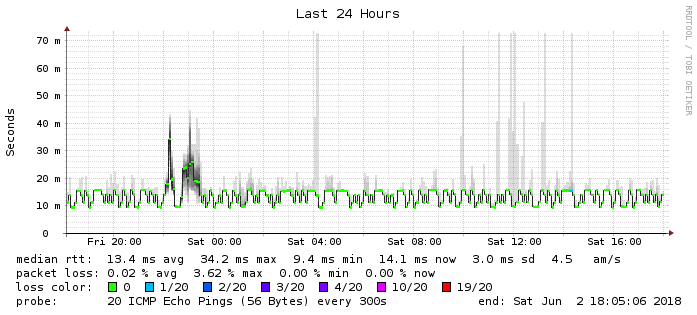 Last 24 Hours
RRDTOOL / TOBI OETIKER
Seconds
70 m
60 m
50 m
40 m
30 m
20 m
10 m
0
Fri 20:00 Sat 00:00 Sat 04:00 Sat 08:00 Sat 12:00 Sat 16:00
median rtt: 13.4 ms avg 34.2 ms max 9.4 ms min 14.1 ms now 3.0 ms sd 4.5 am/s
packet loss: 0.02 % avg 3.62 % max 0.00 % min 0.00 % now
loss color: 0 1/20 2/20 3/20 4/20 10/20 19/20
probe: 20 ICMP Echo Pings (56 Bytes) every 300s end: Sat Jun 2 18:05:06 2018